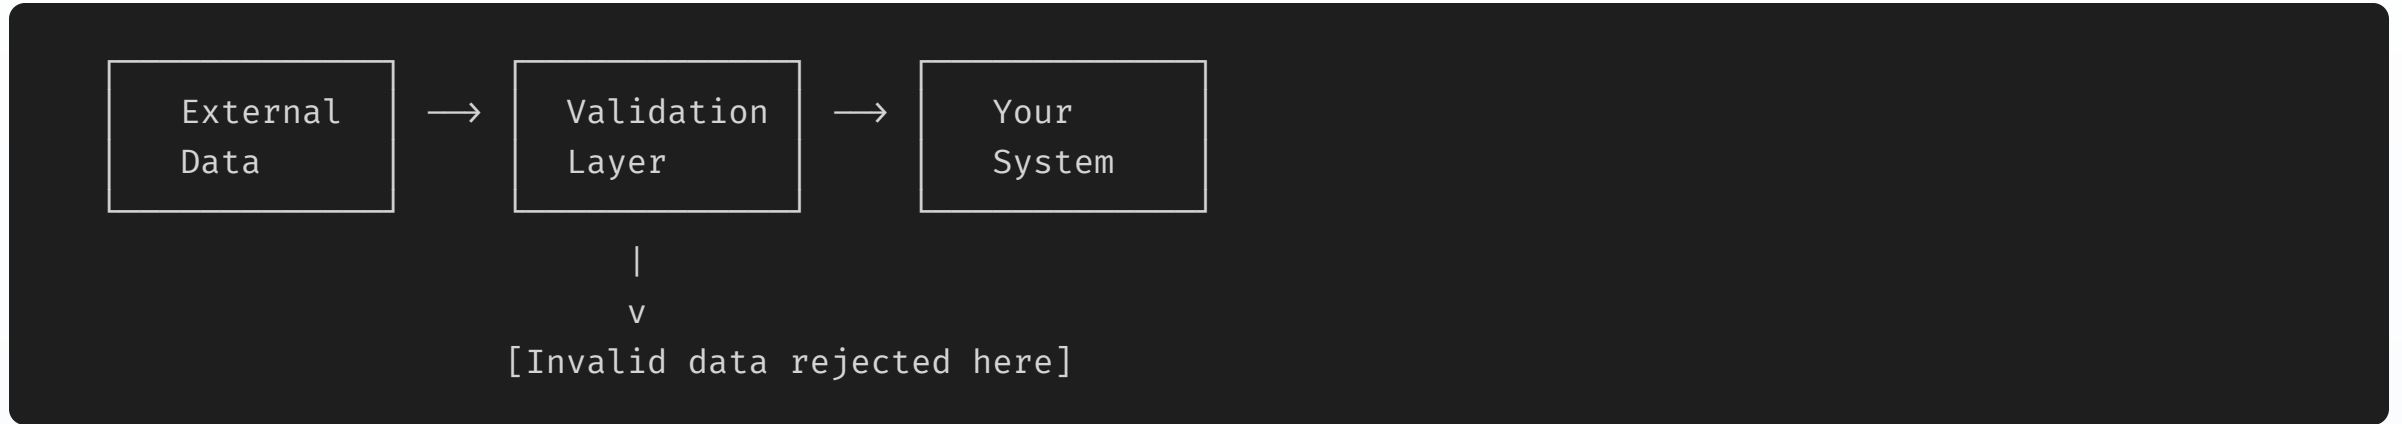 External ──> Validation ──> Your
Data Layer System
|
v
[Invalid data rejected here]